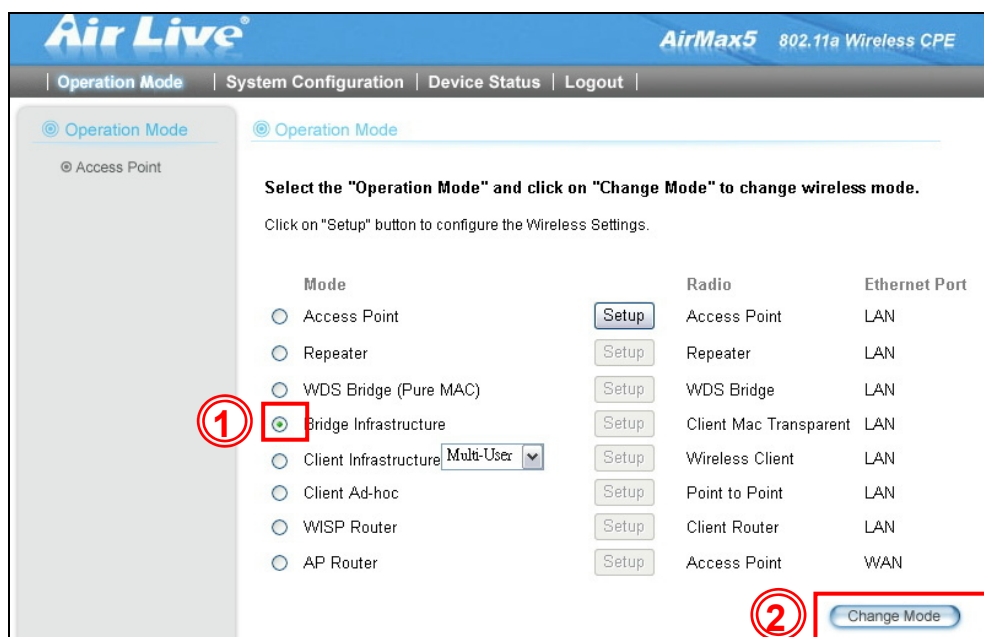 Air Live®
AirMax5 802.11a Wireless CPE
| Operation Mode | System Configuration | Device Status | Logout |
Operation Mode
Access Point
Operation Mode
Select the "Operation Mode" and click on "Change Mode" to change wireless mode.
Click on "Setup" button to configure the Wireless Settings.
Mode Radio Ethernet Port
Access Point Setup Access Point LAN
Repeater Setup Repeater LAN
WDS Bridge (Pure MAC) Setup WDS Bridge LAN
1 Bridge Infrastructure Setup Client Mac Transparent LAN
Client Infrastructure Multi-User Setup Wireless Client LAN
Client Ad-hoc Setup Point to Point LAN
WISP Router Setup Client Router LAN
AP Router Setup Access Point WAN
2 Change Mode